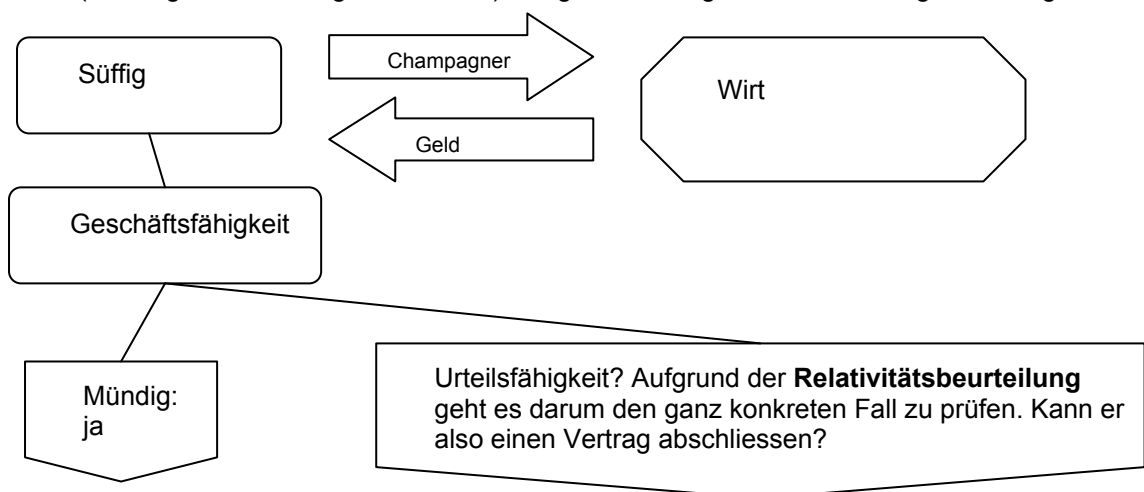 Süffig
Champagner
Wirt
Geld
Geschäftsfähigkeit
Mündig:
ja
Urteilsfähigkeit? Aufgrund der Relativitätsbeurteilung
geht es darum den ganz konkreten Fall zu prüfen. Kann er
also einen Vertrag abschliessen?